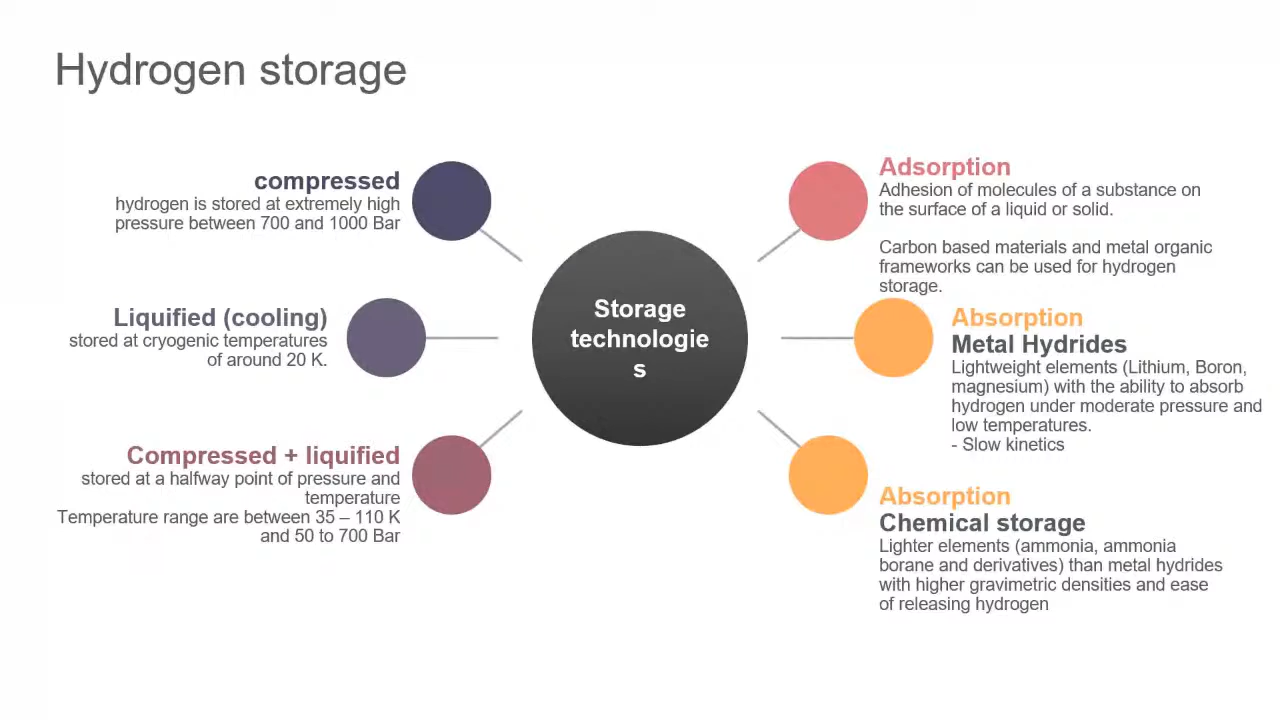 Hydrogen storage
compressed
hydrogen is stored at extremely high
pressure between 700 and 1000 Bar
Liquified (cooling)
stored at cryogenic temperatures
of around 20 K.
Compressed + liquified
stored at a halfway point of pressure and
temperature
Temperature range are between 35 – 110 K
and 50 to 700 Bar
Storage
technologie
s
Adsorption
Adhesion of molecules of a substance on
the surface of a liquid or solid.
Carbon based materials and metal organic
frameworks can be used for hydrogen
storage.
Absorption
Metal Hydrides
Lightweight elements (Lithium, Boron,
magnesium) with the ability to absorb
hydrogen under moderate pressure and
low temperatures.
- Slow kinetics
Absorption
Chemical storage
Lighter elements (ammonia, ammonia
borane and derivatives) than metal hydrides
with higher gravimetric densities and ease
of releasing hydrogen